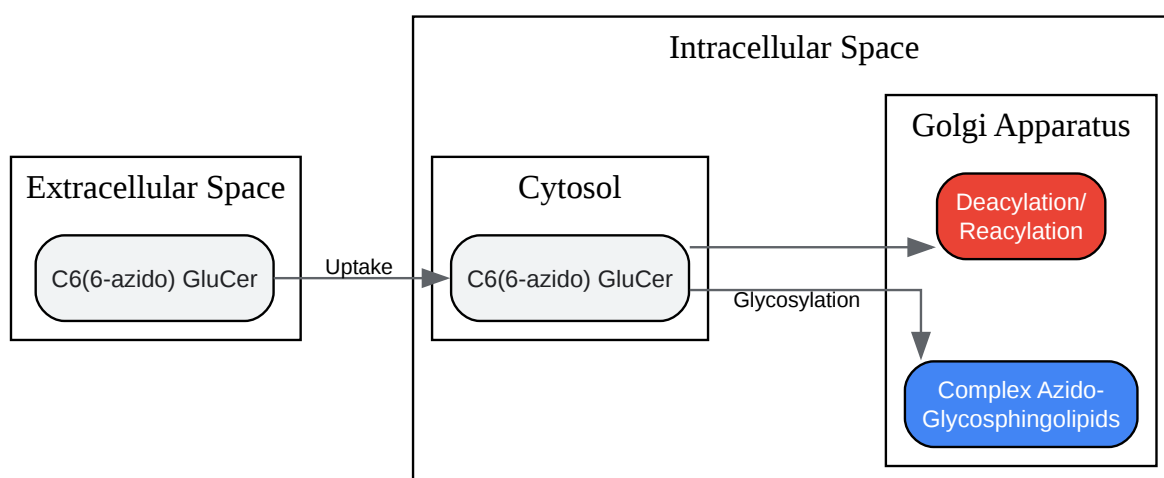 Intracellular Space
Golgi Apparatus
Extracellular Space
Cytosol
Deacylation/
Reacylation
C6(6-azido) GluCer
Uptake
C6(6-azido) GluCer
Glycosylation
Complex Azido-
Glycosphingolipids